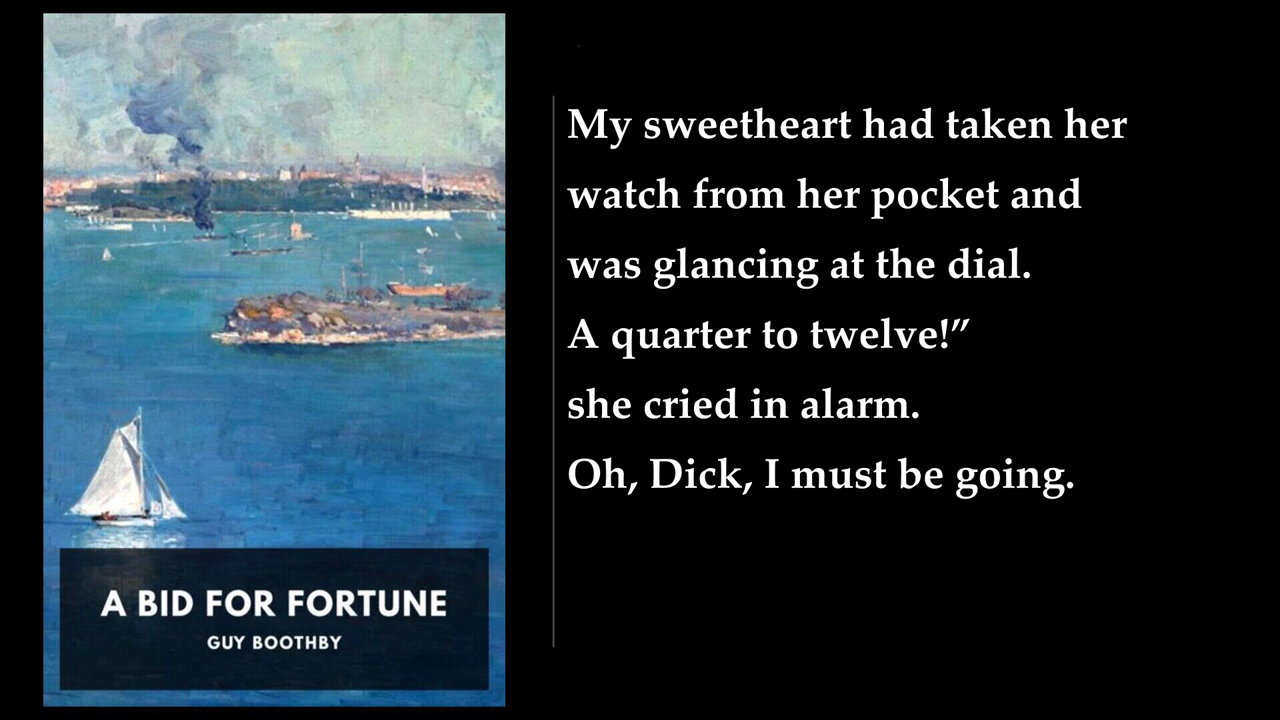 A BID FOR FORTUNE
GUY BOOTHBY
My sweetheart had taken her
watch from her pocket and
was glancing at the dial.
A quarter to twelve!”
she cried in alarm.
Oh, Dick, I must be going.